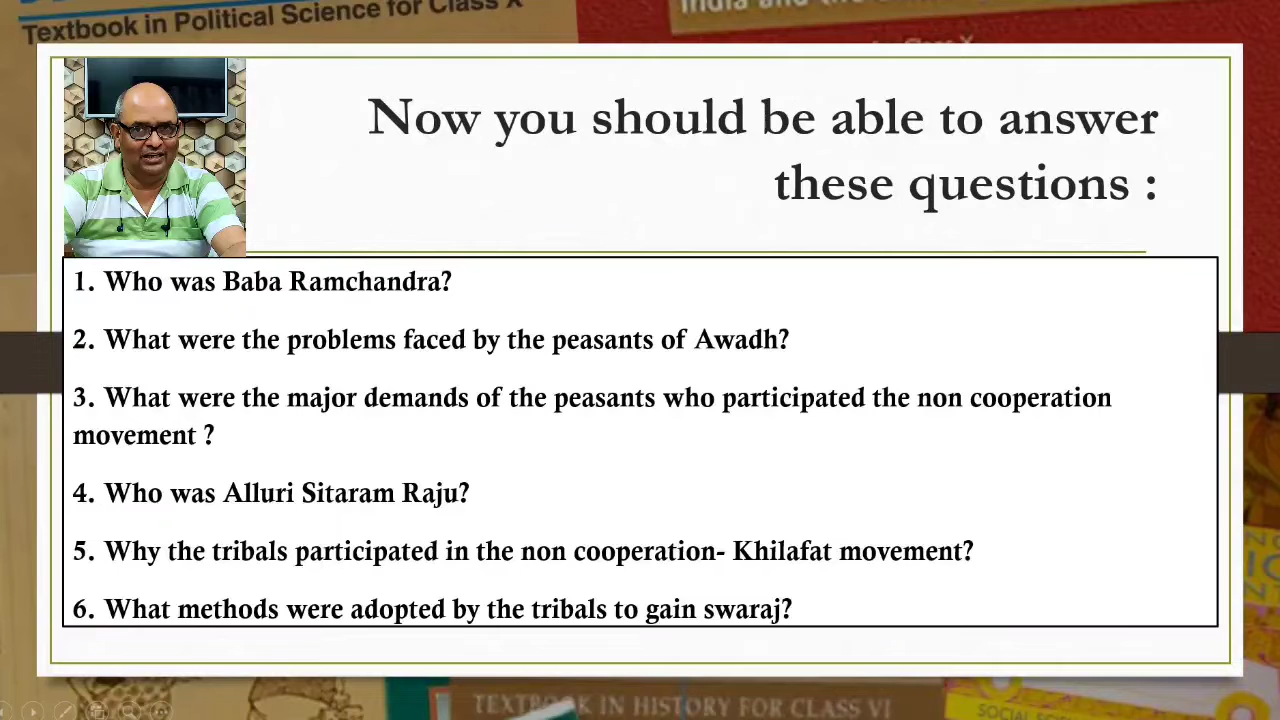 Textbook in Political Science for Class X
India and the
Now you should be able to answer
these questions :
1. Who was Baba Ramchandra?
2. What were the problems faced by the peasants of Awadh?
3. What were the major demands of the peasants who participated the non cooperation
movement ?
4. Who was Alluri Sitaram Raju?
5. Why the tribals participated in the non cooperation- Khilafat movement?
6. What methods were adopted by the tribals to gain swaraj?
TEXTBOOK IN HISTORY FOR CLASS VI